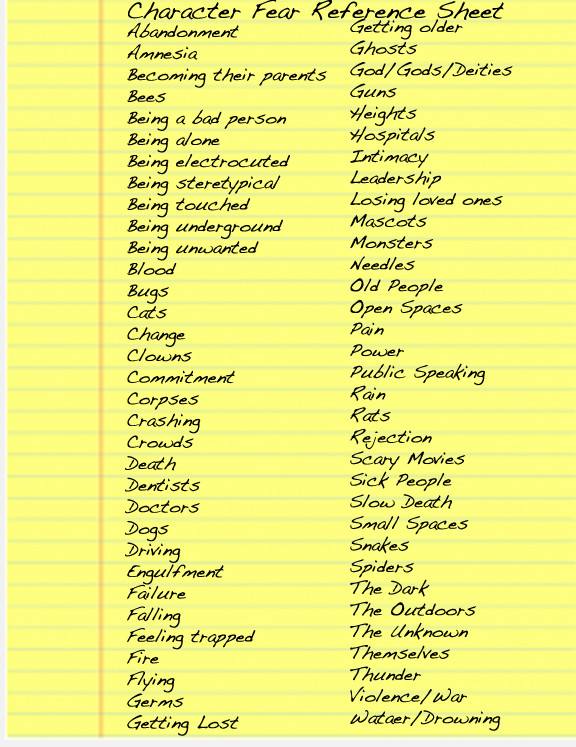 Character Fear Reference Sheet
Abandonment
Amnesia
Becoming their parents
Bees
Being a bad person
Being alone
Being electrocuted
Being steretypical
Being touched
Being underground
Being unwanted
Blood
Bugs
Cats
Change
Clowns
Commitment
Corpses
Crashing
Crowds
Death
Dentists
Doctors
Dogs
Driving
Engulfment
Failure
Falling
Feeling trapped
Fire
Flying
Germs
Getting Lost
Getting older
Ghosts
God/Gods/Deities
Guns
Heights
Hospitals
Intimacy
Leadership
Losing loved ones
Mascots
Monsters
Needles
Old People
Open Spaces
Pain
Power
Public Speaking
Rain
Rats
Rejection
Scary Movies
Sick People
Slow Death
Small Spaces
Snakes
Spiders
The Dark
The Outdoors
The Unknown
Themselves
Thunder
Violence/War
Wataer/Drowning